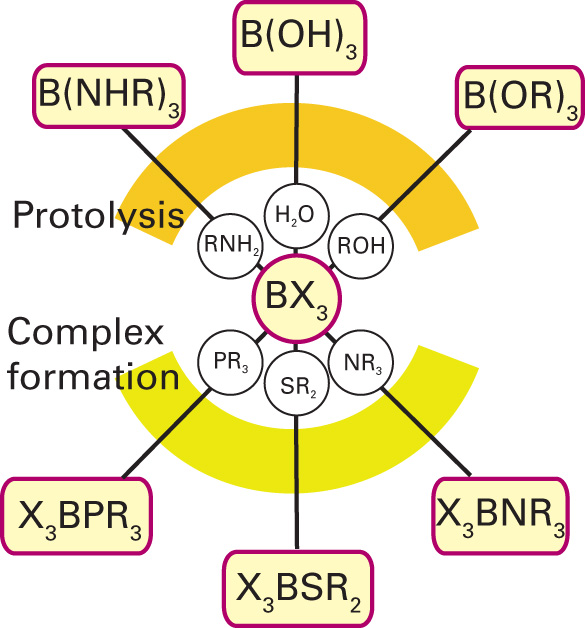 B(OH)₃
B(NHR)₃
B(OR)₃
Protolysis
H₂O
RNH₂
ROH
BX₃
Complex
formation
PR₃
SR₂
NR₃
X₃BPR₃
X₃BNR₃
X₃BSR₂